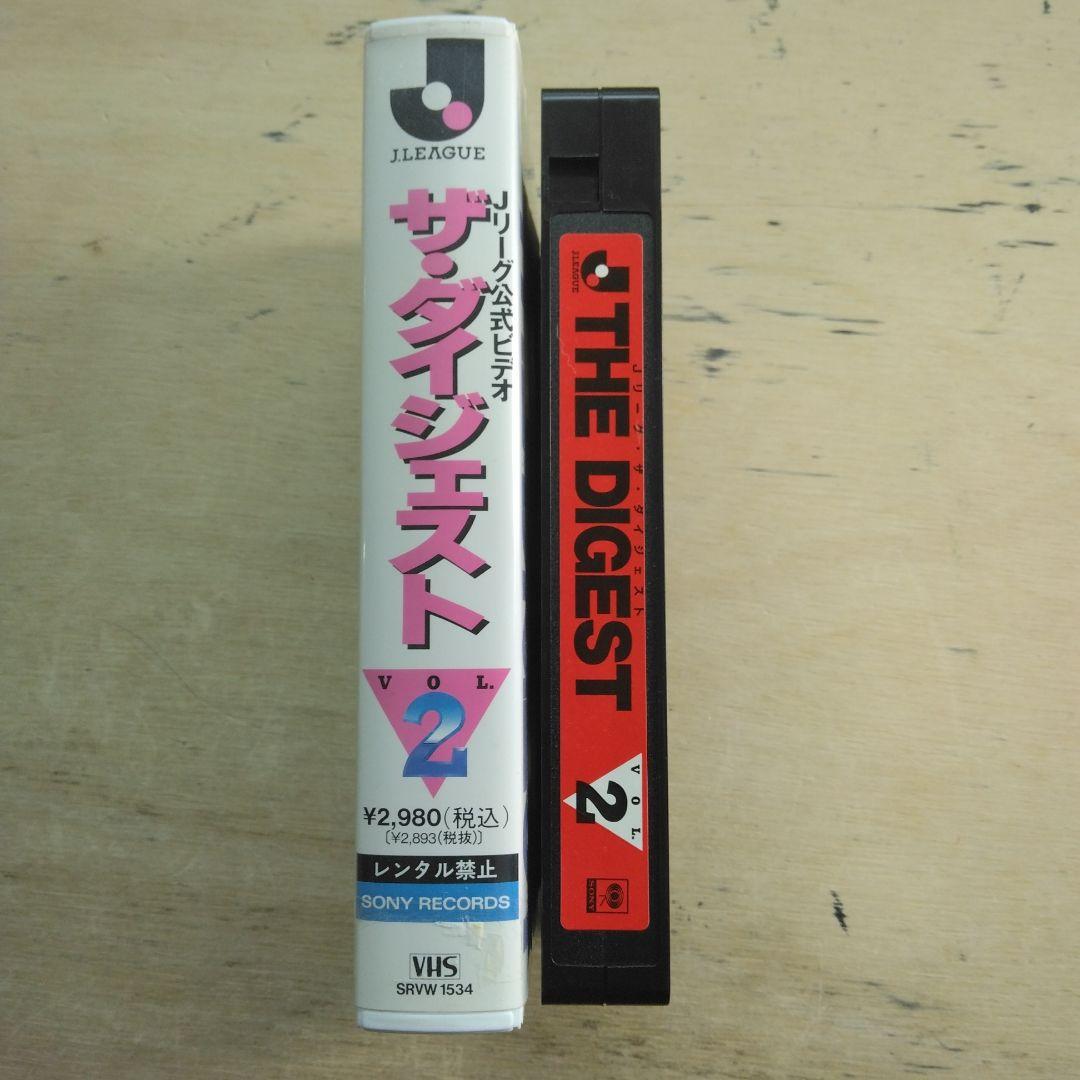 J.LEAGUE
Jリーグ公式ビデオ
ザ・ダイジェスト
VOL.
2
¥2,980(税込)
〔¥2,893(税抜)〕
レンタル禁止
SONY RECORDS
VHS
SRVW 1534
J.LEAGUE
THE DIGEST
Jリーグ・ザ・ダイジェスト
VOL.
2
SONY